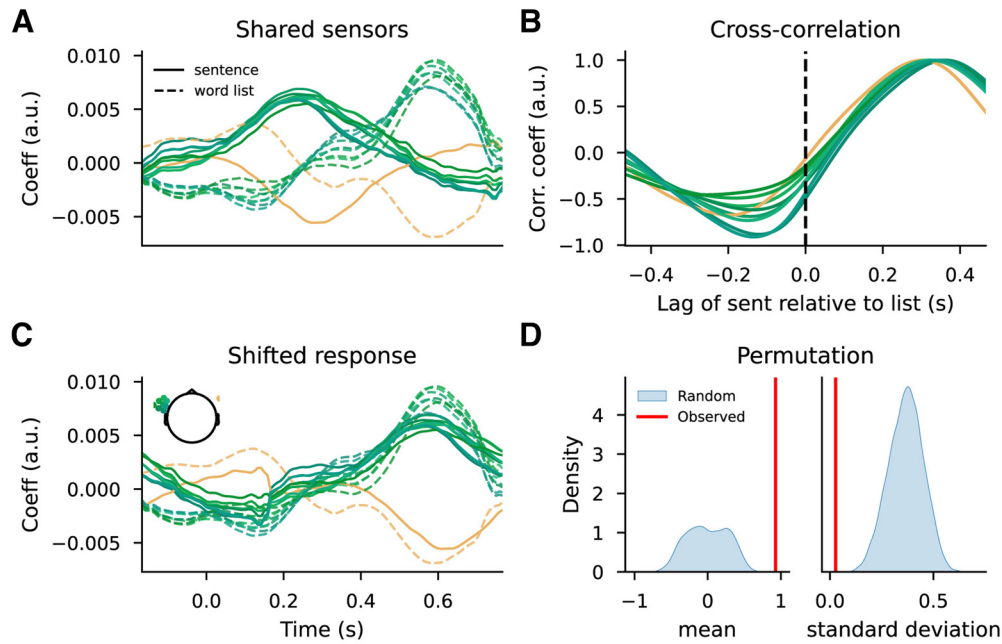 A
Shared sensors
Coeff (a.u.)
0.010
0.005
0.000
−0.005
sentence
word list
B
Cross-correlation
Corr. coeff (a.u.)
1.0
0.5
0.0
−0.5
−1.0
−0.4
−0.2
0.0
0.2
0.4
Lag of sent relative to list (s)
C
Shifted response
Coeff (a.u.)
0.010
0.005
0.000
−0.005
0.0
0.2
0.4
0.6
Time (s)
D
Permutation
Density
4
3
2
1
0
Random
Observed
−1
0
1
mean
0.0
0.5
standard deviation